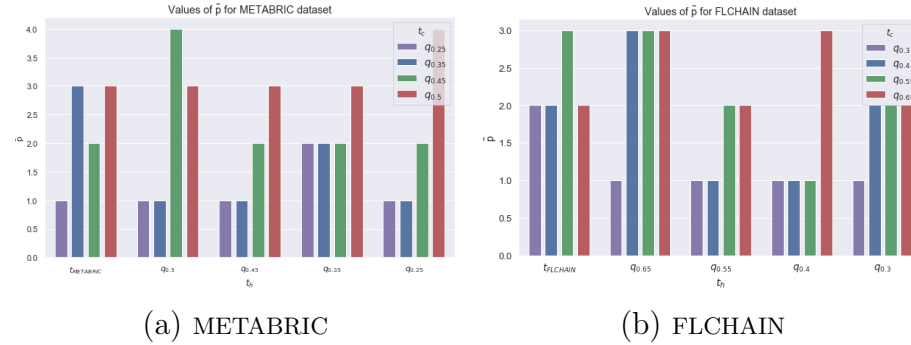 Values of p̄ for METABRIC dataset
4.0
3.5
3.0
2.5
2.0
1.5
1.0
0.5
0.0
p̄
t_c
q_0.25
q_0.35
q_0.45
q_0.5
t_METABRIC q_0.5 q_0.45 q_0.35 q_0.25
t_h
(a) METABRIC
Values of p̄ for FLCHAIN dataset
3.0
2.5
2.0
1.5
1.0
0.5
0.0
p̄
t_c
q_0.3
q_0.4
q_0.55
q_0.65
t_FLCHAIN q_0.65 q_0.55 q_0.4 q_0.3
t_h
(b) FLCHAIN